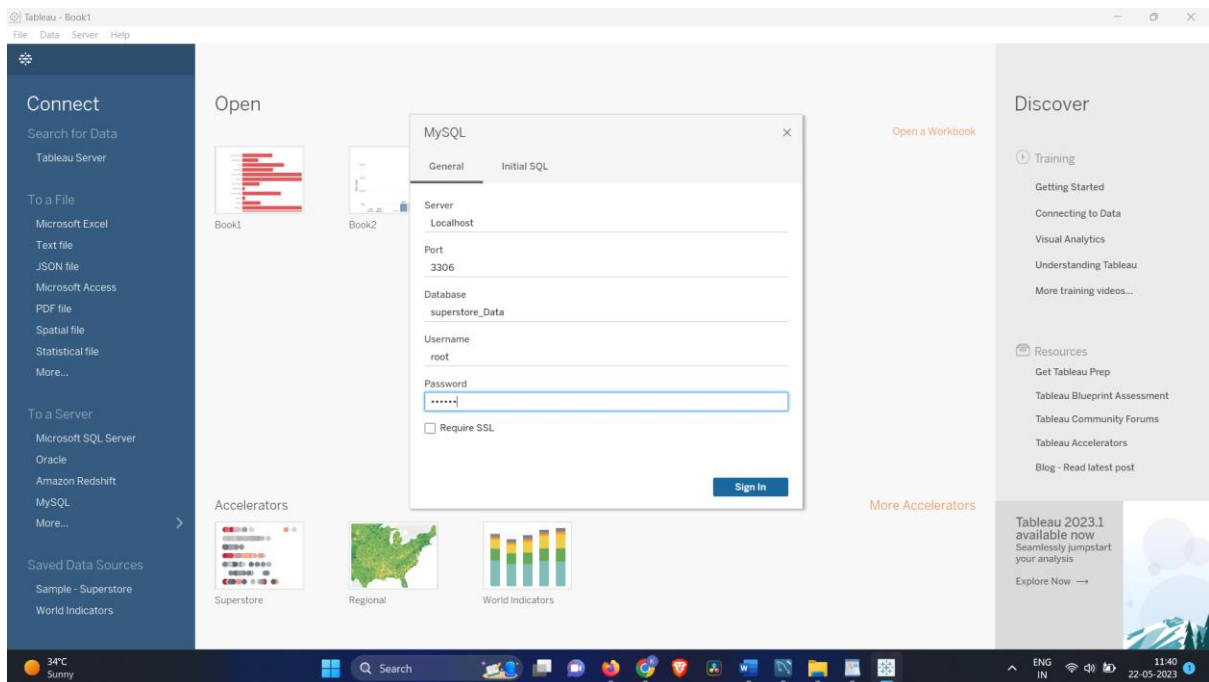 Tableau - Book1
File Data Server Help
Connect
Search for Data
Tableau Server
To a File
Microsoft Excel
Text file
JSON file
Microsoft Access
PDF file
Spatial file
Statistical file
More...
To a Server
Microsoft SQL Server
Oracle
Amazon Redshift
MySQL
More...
Saved Data Sources
Sample - Superstore
World Indicators
Open
Open a Workbook
Book1
Book2
MySQL
General Initial SQL
Server
Localhost
Port
3306
Database
superstore_Data
Username
root
Password
••••••
Require SSL
Sign In
Accelerators
More Accelerators
Superstore
Regional
World Indicators
Discover
Training
Getting Started
Connecting to Data
Visual Analytics
Understanding Tableau
More training videos...
Resources
Get Tableau Prep
Tableau Blueprint Assessment
Tableau Community Forums
Tableau Accelerators
Blog - Read latest post
Tableau 2023.1
available now
Seamlessly jumpstart
your analysis
Explore Now →
34°C
Sunny
Search
ENG
IN
11:40
22-05-2023
1